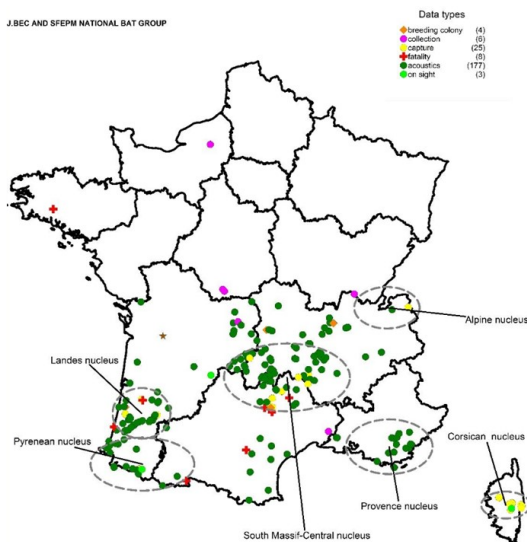 J.BEC AND SFEPM NATIONAL BAT GROUP
Data types
breeding colony (4)
collection (6)
capture (25)
fatality (8)
acoustics (177)
on sight (3)
Alpine nucleus
Landes nucleus
Pyrenean nucleus
Corsican nucleus
Provence nucleus
South Massif-Central nucleus